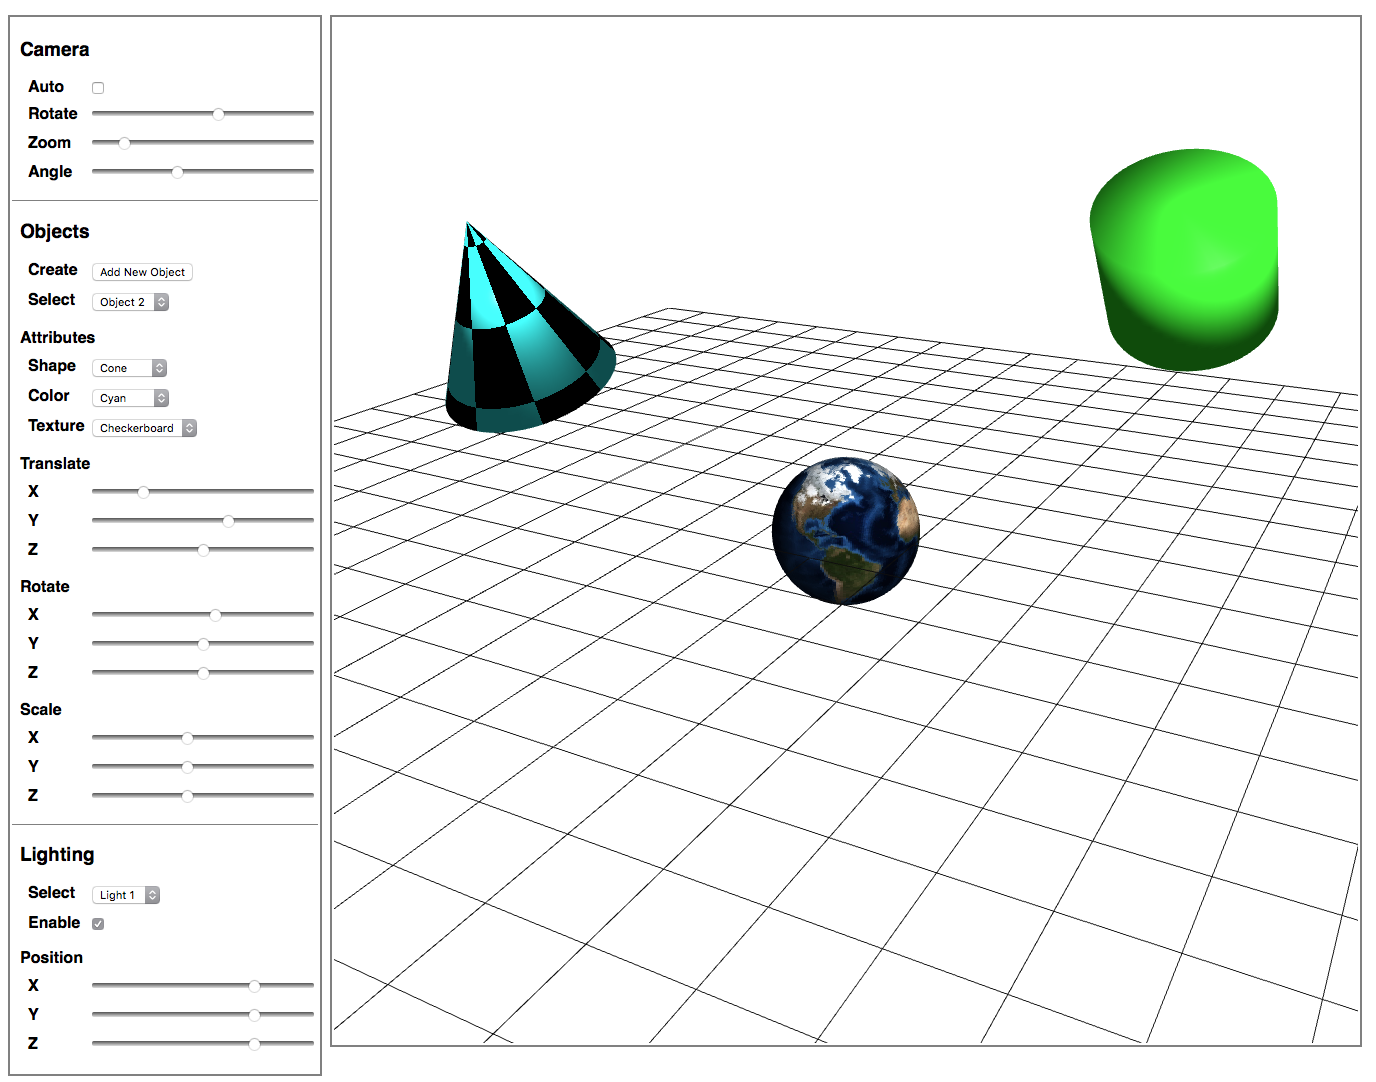 Camera
Auto
Rotate
Zoom
Angle
Objects
Create Add New Object
Select Object 2
Attributes
Shape Cone
Color Cyan
Texture Checkerboard
Translate
X
Y
Z
Rotate
X
Y
Z
Scale
X
Y
Z
Lighting
Select Light 1
Enable
Position
X
Y
Z